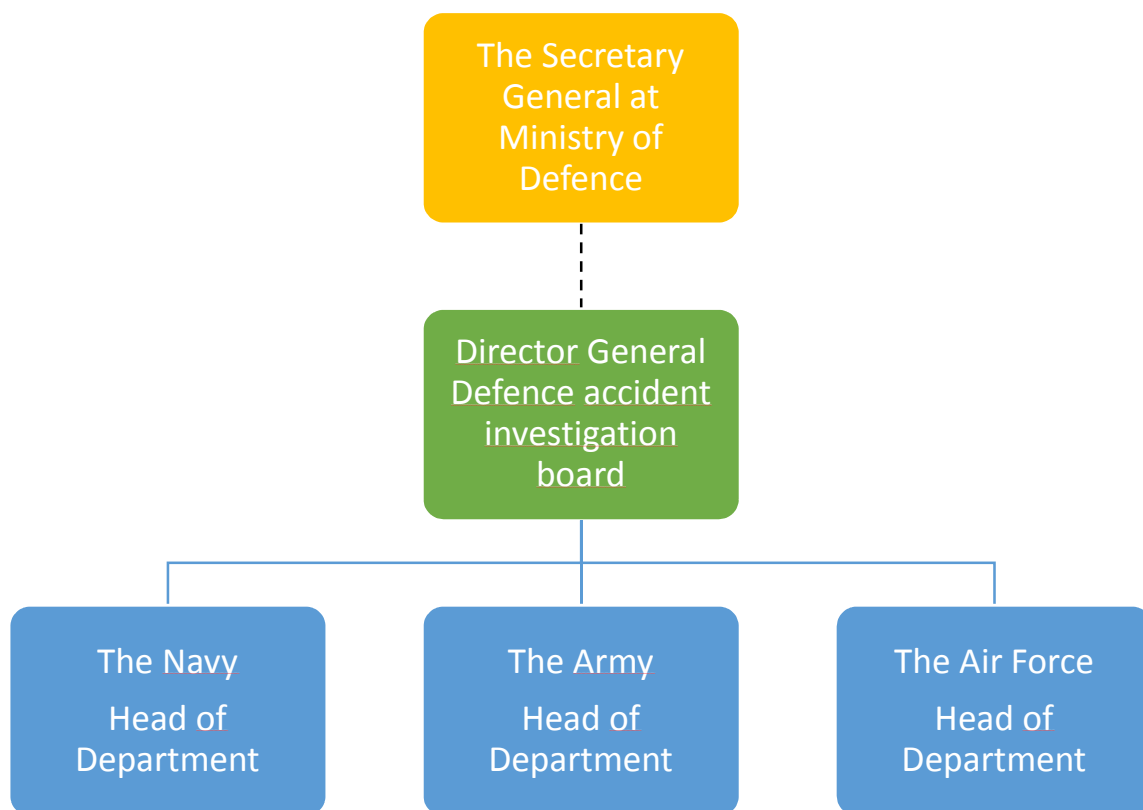 The Secretary
General at
Ministry of
Defence
Director General
Defence accident
investigation
board
The Navy
Head of
Department
The Army
Head of
Department
The Air Force
Head of
Department